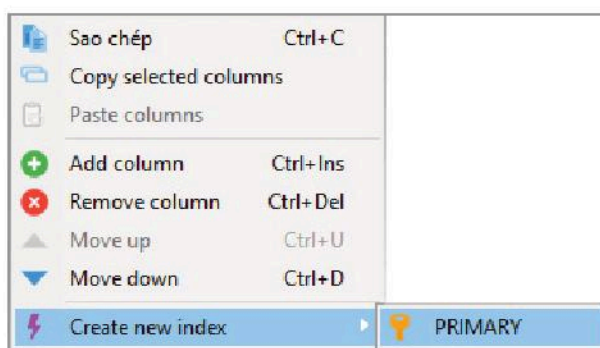 Sao chép Ctrl+C
Copy selected columns
Paste columns
Add column Ctrl+Ins
Remove column Ctrl+Del
Move up Ctrl+U
Move down Ctrl+D
Create new index PRIMARY